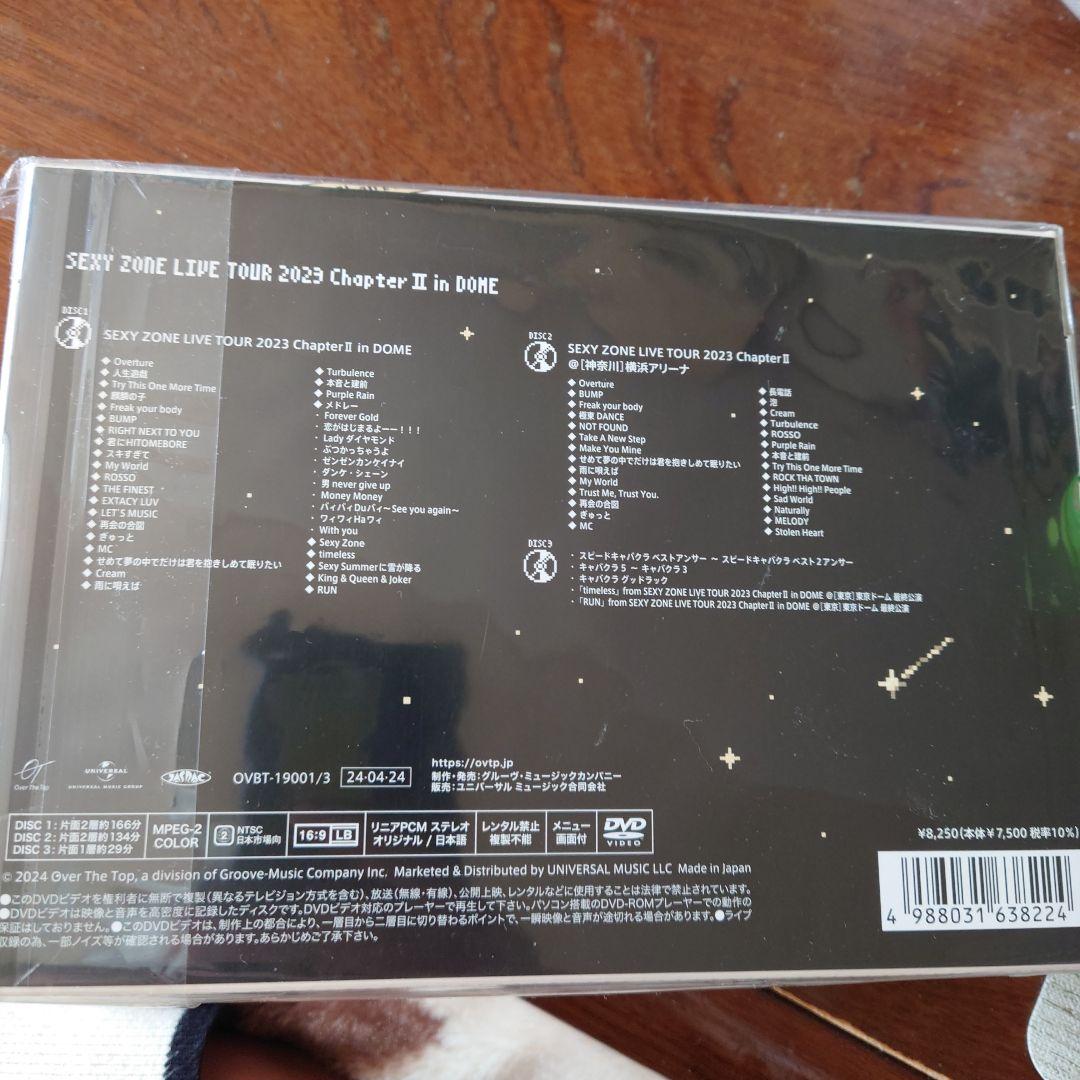 SEXY ZONE LIVE TOUR 2023 Chapter Ⅱ in DOME
DISC1
SEXY ZONE LIVE TOUR 2023 ChapterⅡ in DOME
◆ Overture
◆ 人生遊戯
◆ Try This One More Time
◆ 麒麟の子
◆ Freak your body
◆ BUMP
◆ RIGHT NEXT TO YOU
◆ 君にHITOMEBORE
◆ スキすぎて
◆ My World
◆ ROSSO
◆ THE FINEST
◆ EXTACY LUV
◆ LET'S MUSIC
◆ 再会の合図
◆ ぎゅっと
◆ MC
◆ せめて夢の中でだけは君を抱きしめて眠りたい
◆ Cream
◆ 雨に唄えば
◆ Turbulence
◆ 本音と建前
◆ Purple Rain
◆ メドレー
・ Forever Gold
・ 恋がはじまるよーー！！！
・ Lady ダイヤモンド
・ ぶつかっちゃうよ
・ ゼンゼンカンケイナイ
・ ダンケ・シェーン
・ 男 never give up
・ Money Money
・ バィバィDuバィ～See you again～
・ ワィワィHaワィ
・ With you
◆ Sexy Zone
◆ timeless
◆ Sexy Summerに雪が降る
◆ King & Queen & Joker
◆ RUN
DISC2
SEXY ZONE LIVE TOUR 2023 ChapterⅡ
@［神奈川］横浜アリーナ
◆ Overture
◆ BUMP
◆ Freak your body
◆ 極東 DANCE
◆ NOT FOUND
◆ Take A New Step
◆ Make You Mine
◆ せめて夢の中でだけは君を抱きしめて眠りたい
◆ 雨に唄えば
◆ My World
◆ Trust Me, Trust You.
◆ 再会の合図
◆ ぎゅっと
◆ MC
◆ 長電話
◆ 泡
◆ Cream
◆ Turbulence
◆ ROSSO
◆ Purple Rain
◆ 本音と建前
◆ Try This One More Time
◆ ROCK THA TOWN
◆ High!! High!! People
◆ Sad World
◆ Naturally
◆ MELODY
◆ Stolen Heart
DISC3
・ スピードキャパクラ ベストアンサー ～ スピードキャパクラ ベスト２アンサー
・ キャパクラ５ ～ キャパクラ３
・ キャパクラ グッドラック
・ 「timeless」 from SEXY ZONE LIVE TOUR 2023 ChapterⅡ in DOME @［東京］東京ドーム 最終公演
・ 「RUN」 from SEXY ZONE LIVE TOUR 2023 ChapterⅡ in DOME @［東京］東京ドーム 最終公演
Over The Top
UNIVERSAL
UNIVERSAL MUSIC GROUP
JASRAC
OVBT-19001/3
24・04・24
https://ovtp.jp
制作・発売：グルーヴ・ミュージックカンパニー
販売：ユニバーサル ミュージック合同会社
DISC 1：片面2層約166分
DISC 2：片面2層約134分
DISC 3：片面1層約29分
MPEG-2
COLOR
2
NTSC
日本市場向
16:9 LB
リニアPCM ステレオ
オリジナル / 日本語
レンタル禁止
複製不能
メニュー
画面付
DVD
VIDEO
¥8,250(本体¥7,500 税率10%)
© 2024 Over The Top, a division of Groove-Music Company Inc. Marketed & Distributed by UNIVERSAL MUSIC LLC Made in Japan
●このDVDビデオを権利者に無断で複製（異なるテレビジョン方式を含む）、放送（無線・有線）、公開上映、レンタルなどに使用することは法律で禁止されています。
●DVDビデオは映像と音声を高密度に記録したディスクです。DVDビデオ対応のプレーヤーで再生して下さい。パソコン搭載のDVD-ROMプレーヤーでの動作の
保証はしておりません。●このDVDビデオは、制作上の都合により、一層目から二層目に切り替わるポイントで、一瞬映像と音声が途切れる場合があります。●ライブ
収録の為、一部ノイズ等が確認される場合があります。あらかじめご了承下さい。
4 988031 638224